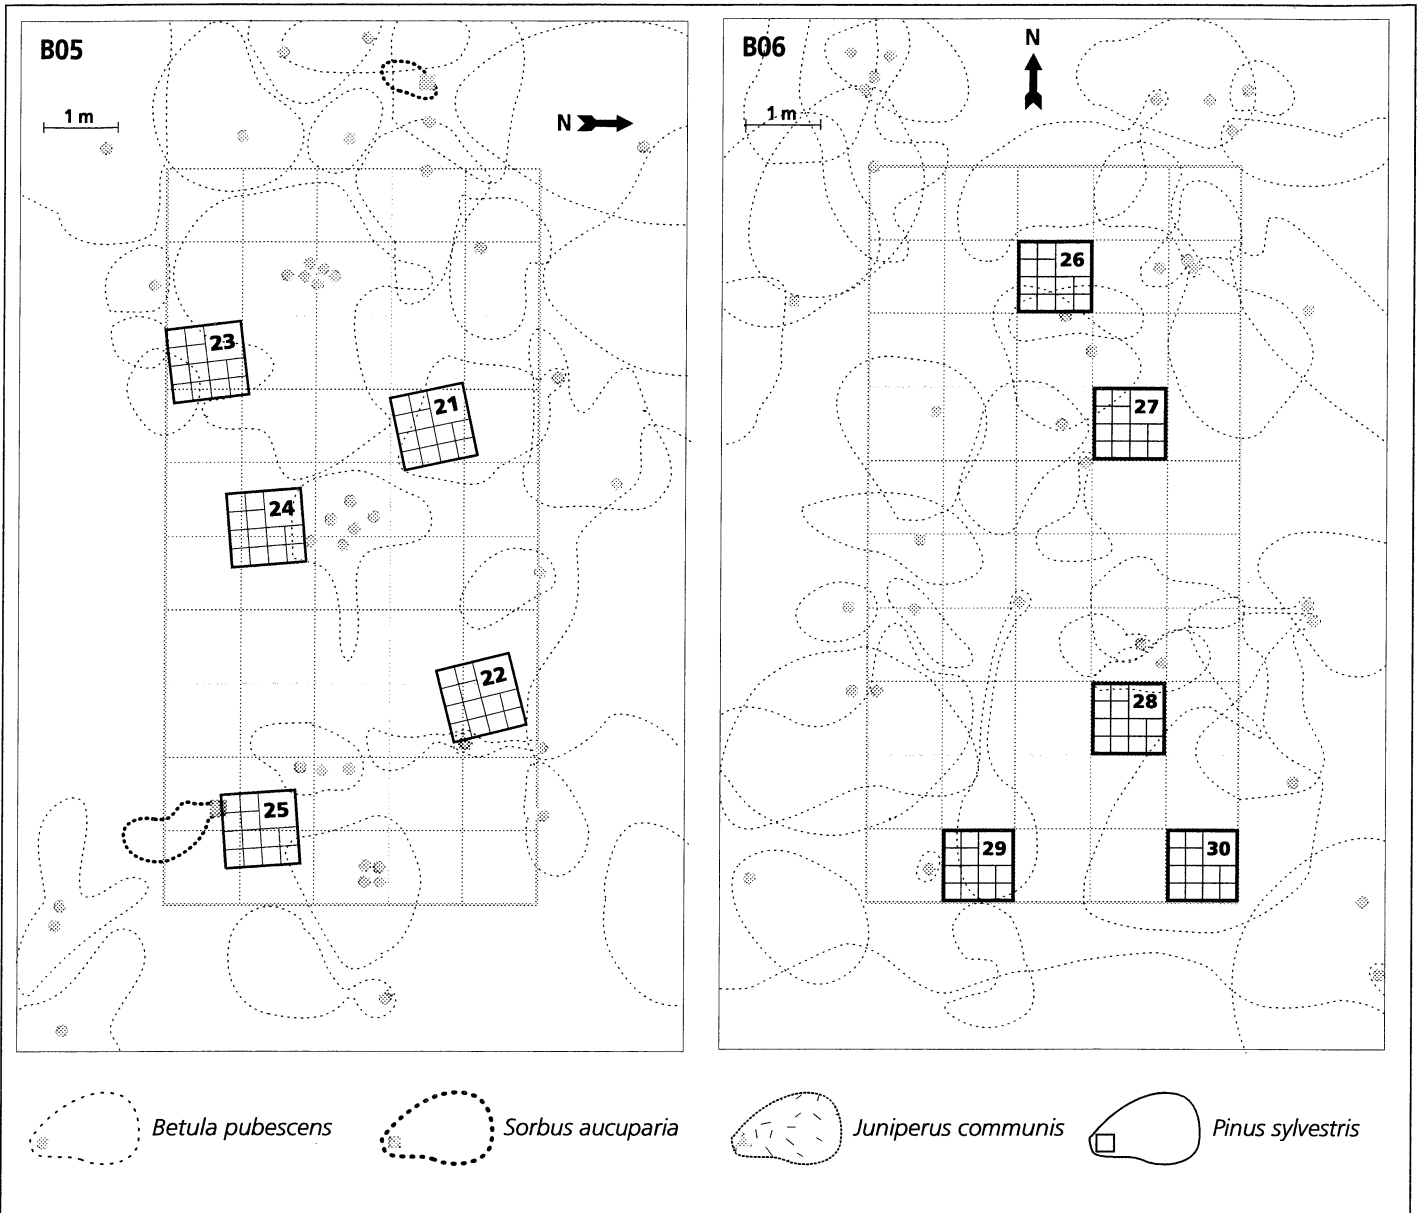 B05
1 m
N
23
21
24
22
25
B06
N
1 m
26
27
28
29
30
Betula pubescens
Sorbus aucuparia
Juniperus communis
Pinus sylvestris